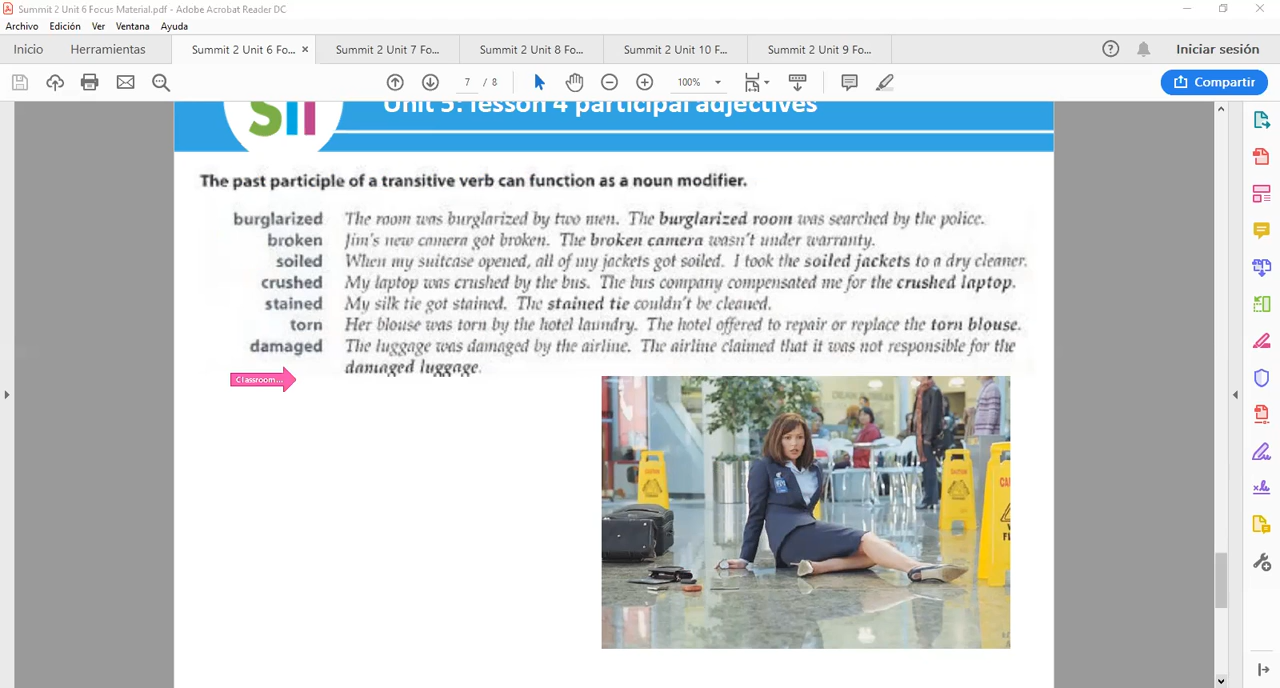 Summit 2 Unit 6 Focus Material.pdf - Adobe Acrobat Reader DC
Archivo Edición Ver Ventana Ayuda
Inicio Herramientas Summit 2 Unit 6 Fo... × Summit 2 Unit 7 Fo... Summit 2 Unit 8 Fo... Summit 2 Unit 10 F... Summit 2 Unit 9 Fo... Iniciar sesión
7 / 8 100% Compartir
Sit Unit 5: lesson 4 participal adjectives
The past participle of a transitive verb can function as a noun modifier.
burglarized The room was burglarized by two men. The burglarized room was searched by the police.
broken Jim's new camera got broken. The broken camera wasn't under warranty.
soiled When my suitcase opened, all of my jackets got soiled. I took the soiled jackets to a dry cleaner.
crushed My laptop was crushed by the bus. The bus company compensated me for the crushed laptop.
stained My silk tie got stained. The stained tie couldn't be cleaned.
torn Her blouse was torn by the hotel laundry. The hotel offered to repair or replace the torn blouse.
damaged The luggage was damaged by the airline. The airline claimed that it was not responsible for the
damaged luggage.
Classroom...
CAUTION